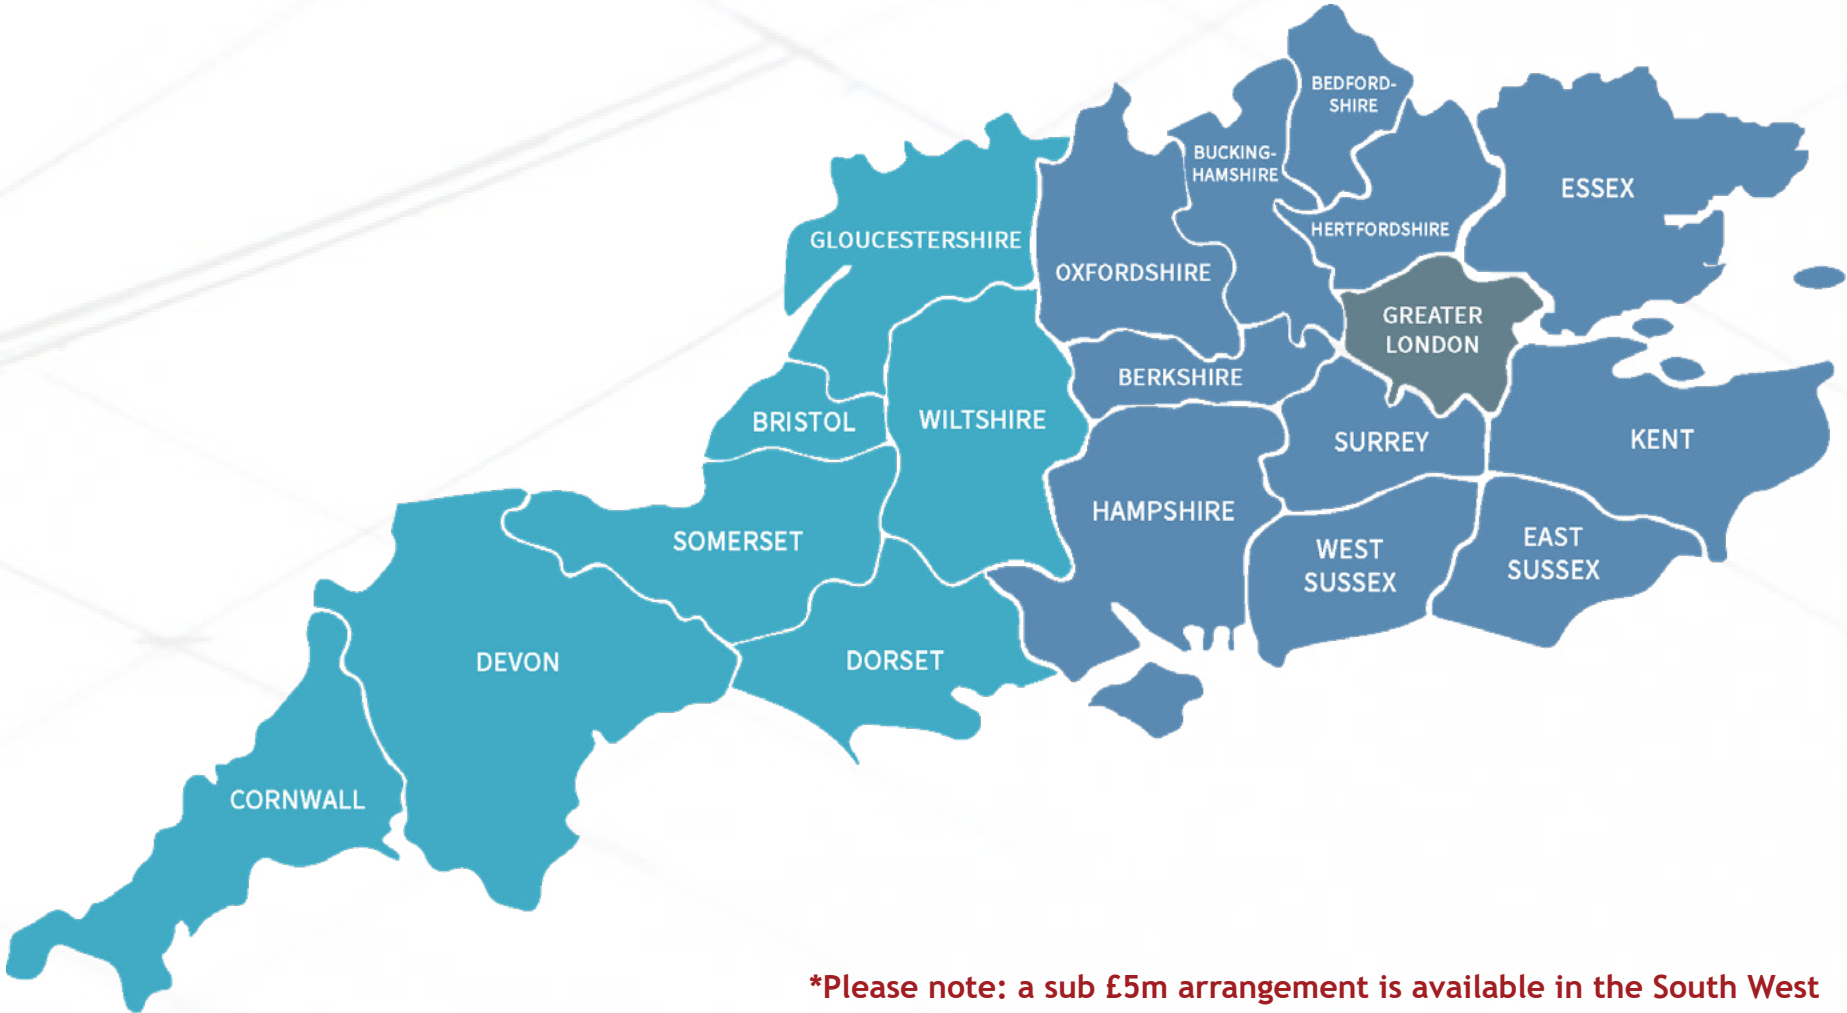 BEDFORD-
SHIRE
BUCKING-
HAMSHIRE
ESSEX
HERTFORDSHIRE
GLOUCESTERSHIRE
OXFORDSHIRE
GREATER
LONDON
BERKSHIRE
BRISTOL
WILTSHIRE
SURREY
KENT
HAMPSHIRE
SOMERSET
WEST
SUSSEX
EAST
SUSSEX
DEVON
DORSET
CORNWALL
*Please note: a sub £5m arrangement is available in the South West